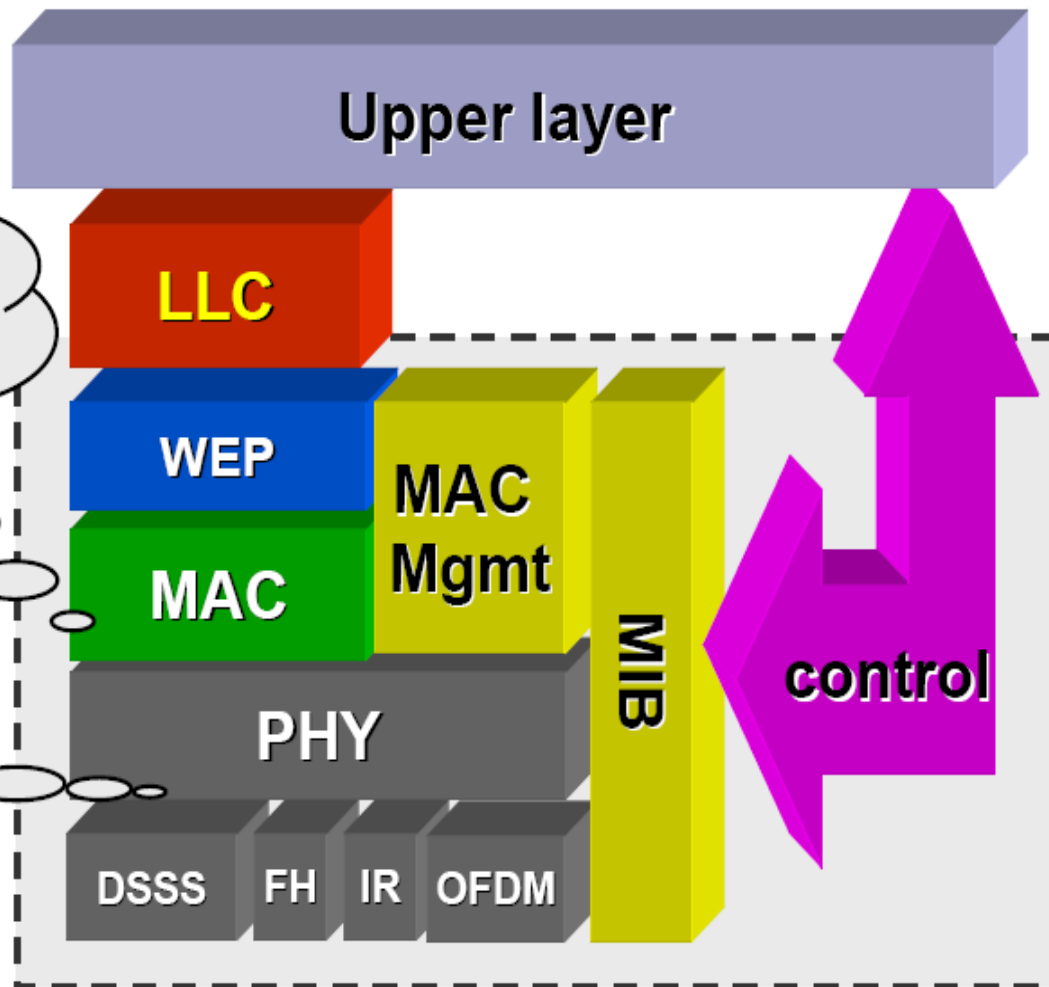 Upper layer
LLC
WEP
MAC
Mgmt
MAC
MIB
control
PHY
DSSS
FH
IR
OFDM